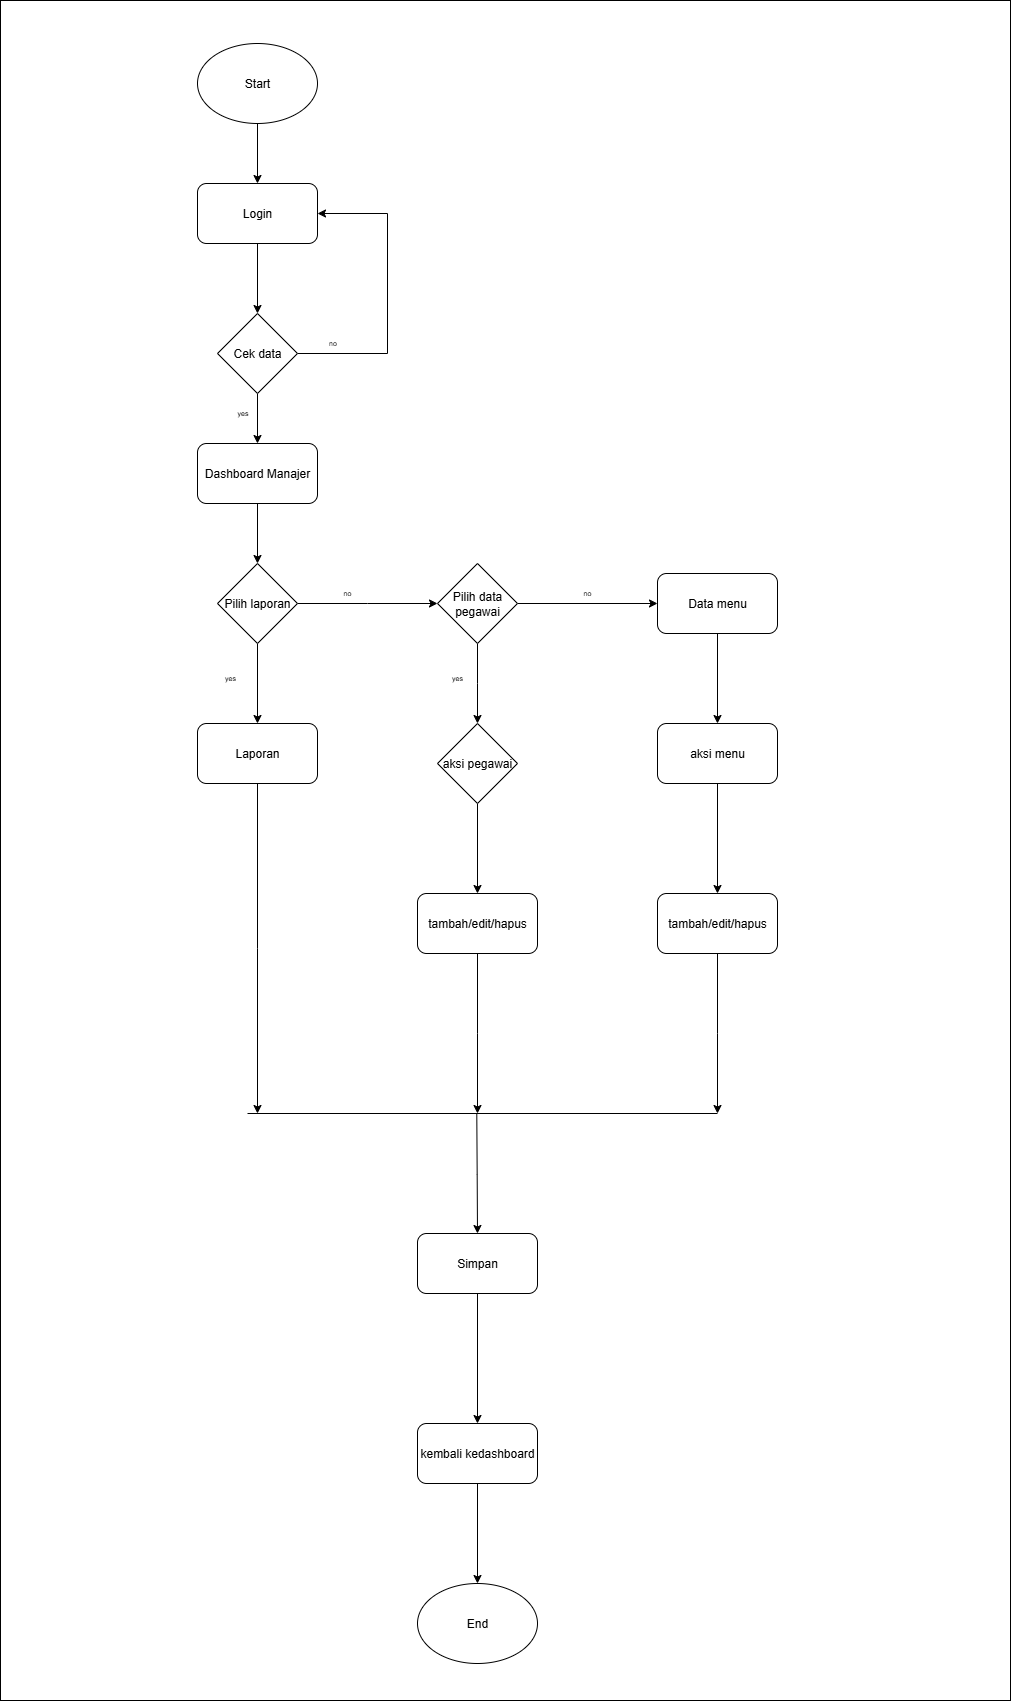 Start
Login
Cek data
no
yes
Dashboard Manajer
Pilih laporan
no
Pilih data
pegawai
no
Data menu
yes
yes
Laporan
aksi pegawai
aksi menu
tambah/edit/hapus
tambah/edit/hapus
Simpan
kembali kedashboard
End